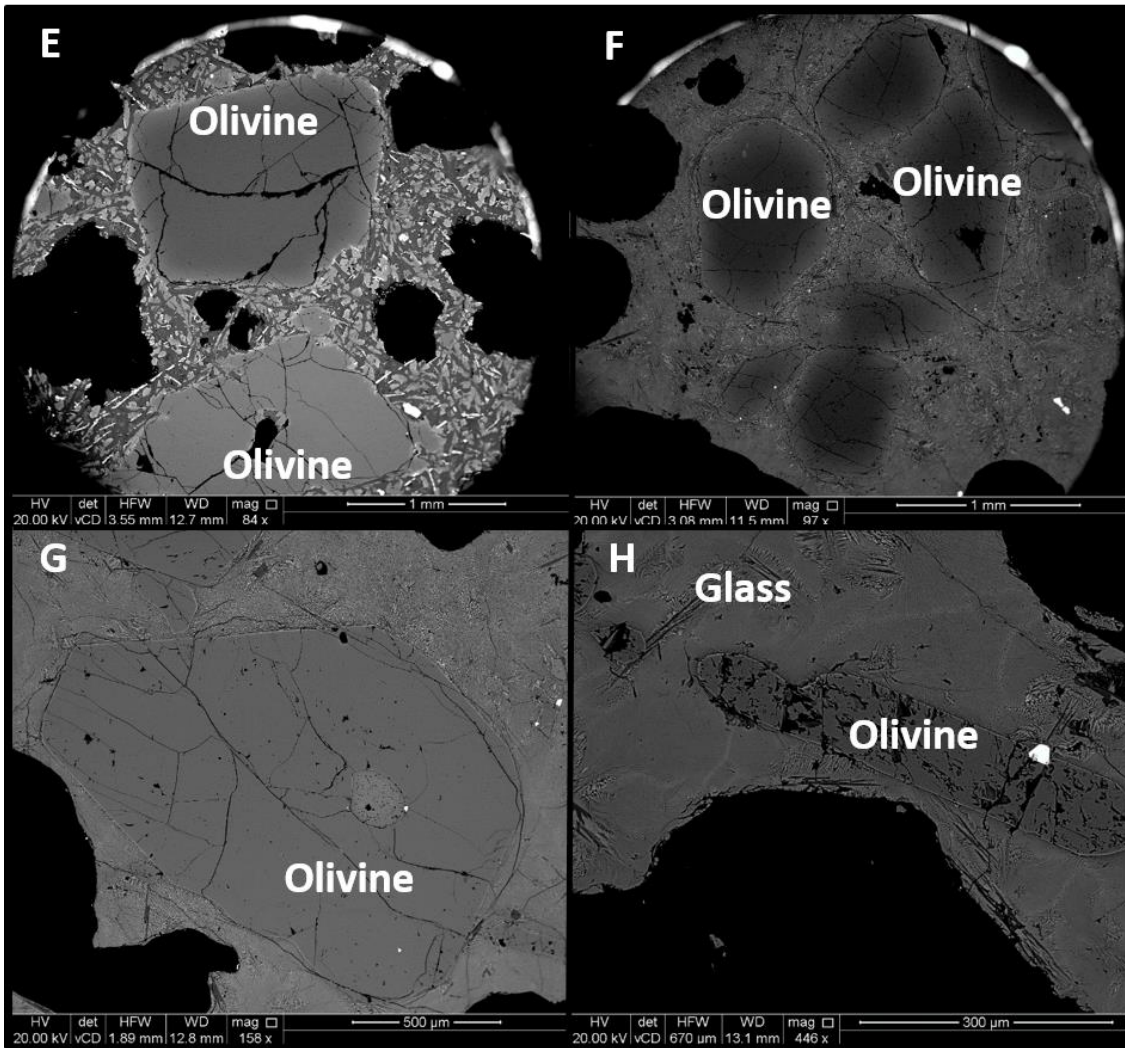 E
Olivine
Olivine
HV det HFW WD mag □ 1 mm
20.00 kV vCD 3.55 mm 12.7 mm 84 x
F
Olivine
Olivine
HV det HFW WD mag □ 1 mm
20.00 kV vCD 3.08 mm 11.5 mm 97 x
G
Olivine
HV det HFW WD mag □ 500 µm
20.00 kV vCD 1.89 mm 12.8 mm 158 x
H
Glass
Olivine
HV det HFW WD mag □ 300 µm
20.00 kV vCD 670 µm 13.1 mm 446 x